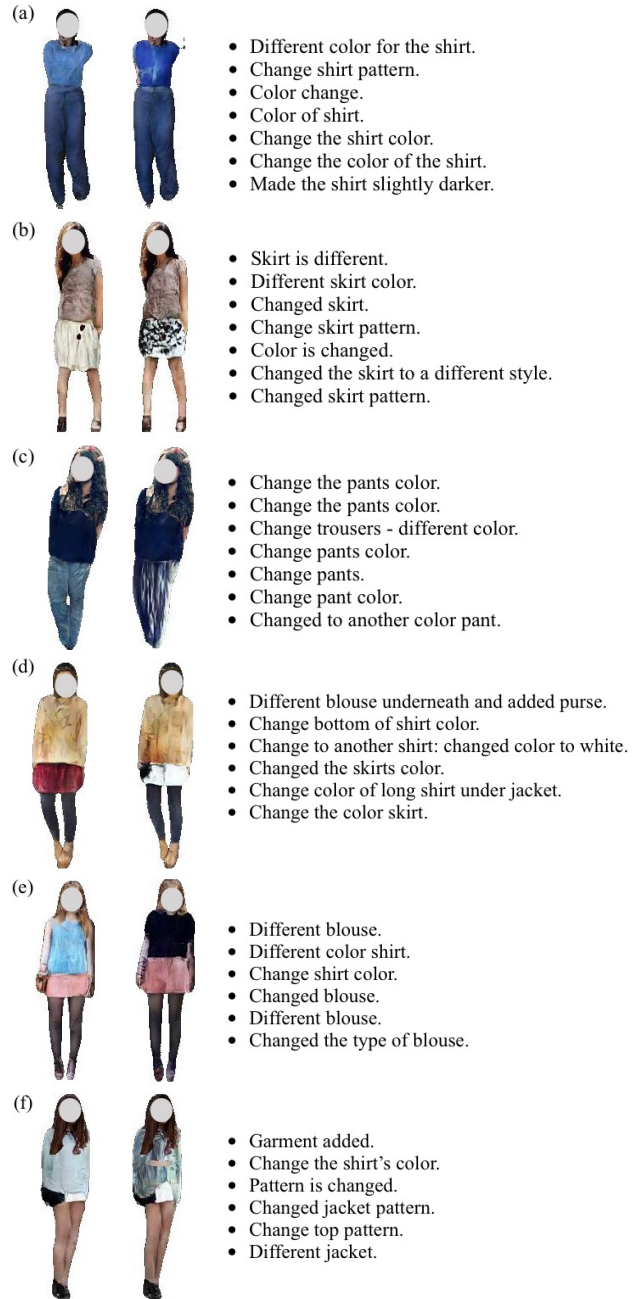 (a)
• Different color for the shirt.
• Change shirt pattern.
• Color change.
• Color of shirt.
• Change the shirt color.
• Change the color of the shirt.
• Made the shirt slightly darker.
(b)
• Skirt is different.
• Different skirt color.
• Changed skirt.
• Change skirt pattern.
• Color is changed.
• Changed the skirt to a different style.
• Changed skirt pattern.
(c)
• Change the pants color.
• Change the pants color.
• Change trousers - different color.
• Change pants color.
• Change pants.
• Change pant color.
• Changed to another color pant.
(d)
• Different blouse underneath and added purse.
• Change bottom of shirt color.
• Change to another shirt: changed color to white.
• Changed the skirts color.
• Change color of long shirt under jacket.
• Change the color skirt.
(e)
• Different blouse.
• Different color shirt.
• Change shirt color.
• Changed blouse.
• Different blouse.
• Changed the type of blouse.
(f)
• Garment added.
• Change the shirt’s color.
• Pattern is changed.
• Changed jacket pattern.
• Change top pattern.
• Different jacket.